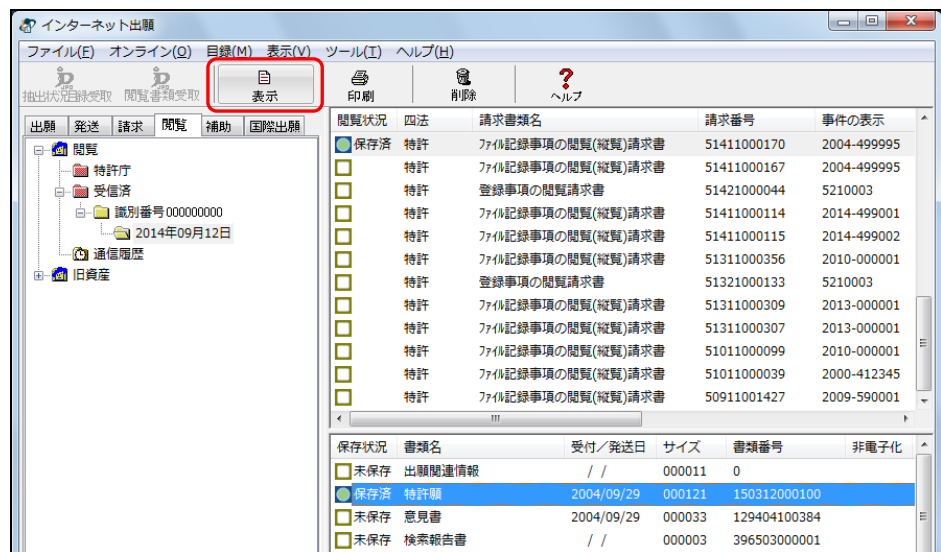 インターネット出願
ファイル(F) オンライン(O) 目録(M) 表示(V) ツール(T) ヘルプ(H)
抽出状況目録受取 閲覧書類受取 表示 印刷 削除 ヘルプ
出願 発送 請求 閲覧 補助 国際出願
閲覧
特許庁
受信済
識別番号000000000
2014年09月12日
通信履歴
旧資産
閲覧状況 四法 請求書類名 請求番号 事件の表示
保存済 特許 ファイル記録事項の閲覧(縦覧)請求書 51411000170 2004-499995
特許 ファイル記録事項の閲覧(縦覧)請求書 51411000167 2004-499995
特許 登録事項の閲覧請求書 51421000044 5210003
特許 ファイル記録事項の閲覧(縦覧)請求書 51411000114 2014-499001
特許 ファイル記録事項の閲覧(縦覧)請求書 51411000115 2014-499002
特許 ファイル記録事項の閲覧(縦覧)請求書 51311000356 2010-000001
特許 登録事項の閲覧請求書 51321000133 5210003
特許 ファイル記録事項の閲覧(縦覧)請求書 51311000309 2013-000001
特許 ファイル記録事項の閲覧(縦覧)請求書 51311000307 2013-000001
特許 ファイル記録事項の閲覧(縦覧)請求書 51011000099 2010-000001
特許 ファイル記録事項の閲覧(縦覧)請求書 51011000039 2000-412345
特許 ファイル記録事項の閲覧(縦覧)請求書 50911001427 2009-590001
保存状況 書類名 受付/発送日 サイズ 書類番号 非電子化
未保存 出願関連情報 / / 000011 0
保存済 特許願 2004/09/29 000121 150312000100
未保存 意見書 2004/09/29 000033 129404100384
未保存 検索報告書 / / 000003 396503000001